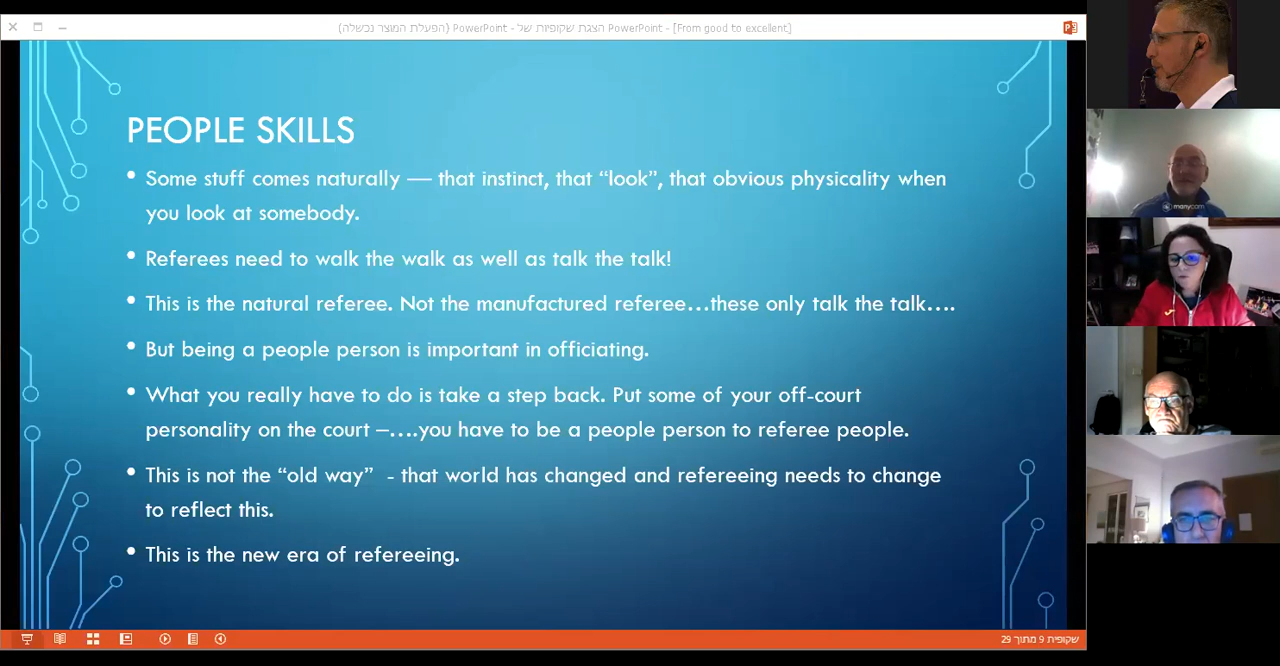 הצגת שקופיות של PowerPoint - [From good to excellent] - PowerPoint (הפעלת המוצר נכשלה)
PEOPLE SKILLS
• Some stuff comes naturally — that instinct, that “look”, that obvious physicality when
you look at somebody.
• Referees need to walk the walk as well as talk the talk!
• This is the natural referee. Not the manufactured referee…these only talk the talk….
• But being a people person is important in officiating.
• What you really have to do is take a step back. Put some of your off-court
personality on the court –….you have to be a people person to referee people.
• This is not the “old way”  - that world has changed and refereeing needs to change
to reflect this.
• This is the new era of refereeing.
שקופית 9 מתוך 29
manycam